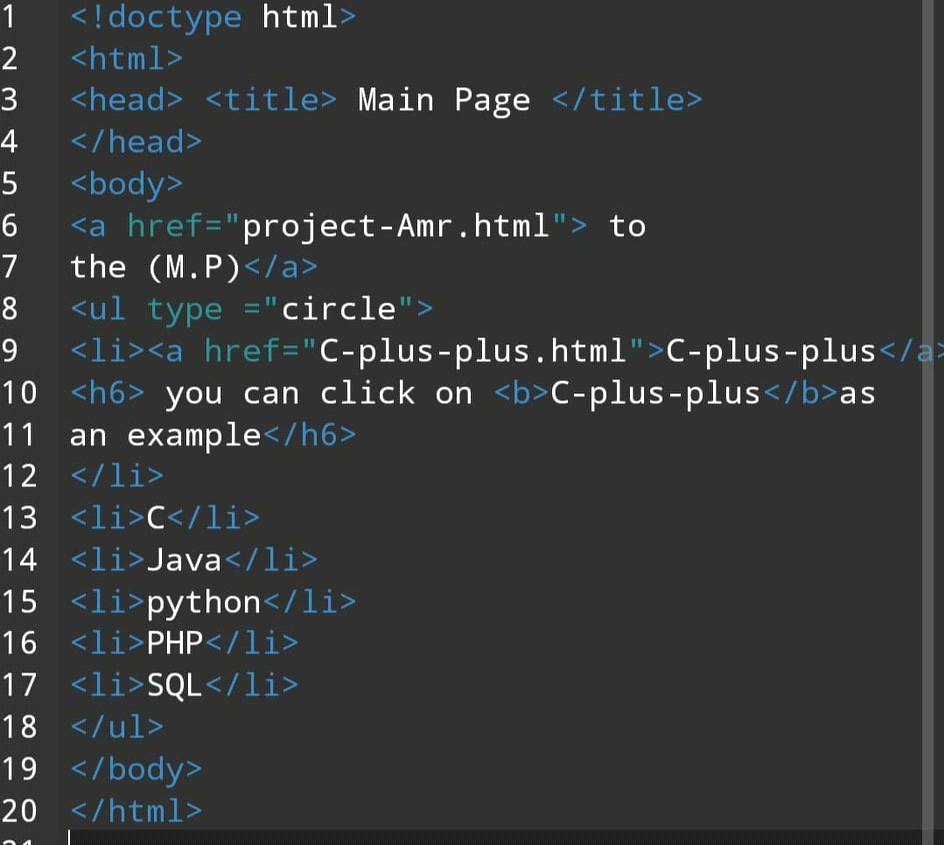 1 <!doctype html>
2 <html>
3 <head> <title> Main Page </title>
4 </head>
5 <body>
6 <a href="project-Amr.html"> to
7 the (M.P)</a>
8 <ul type ="circle">
9 <li><a href="C-plus-plus.html">C-plus-plus</a>
10 <h6> you can click on <b>C-plus-plus</b>as
11 an example</h6>
12 </li>
13 <li>C</li>
14 <li>Java</li>
15 <li>python</li>
16 <li>PHP</li>
17 <li>SQL</li>
18 </ul>
19 </body>
20 </html>
21